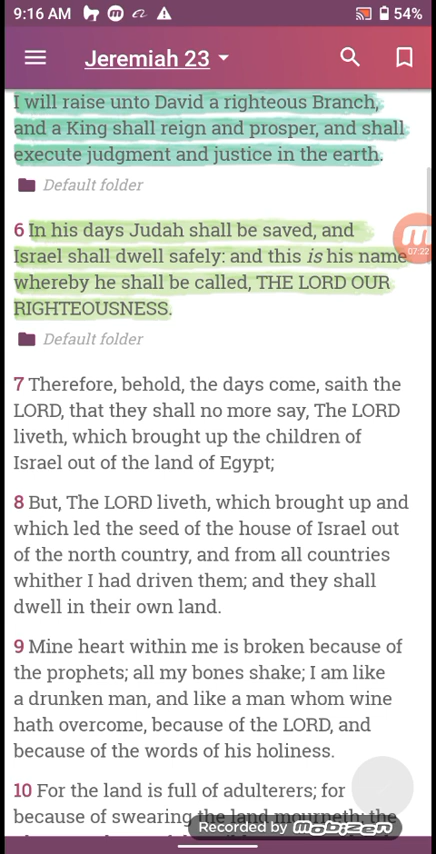 9:16 AM 54%
Jeremiah 23
I will raise unto David a righteous Branch,
and a King shall reign and prosper, and shall
execute judgment and justice in the earth.
Default folder
6 In his days Judah shall be saved, and
Israel shall dwell safely: and this is his name
whereby he shall be called, THE LORD OUR
RIGHTEOUSNESS.
07:22
Default folder
7 Therefore, behold, the days come, saith the
LORD, that they shall no more say, The LORD
liveth, which brought up the children of
Israel out of the land of Egypt;
8 But, The LORD liveth, which brought up and
which led the seed of the house of Israel out
of the north country, and from all countries
whither I had driven them; and they shall
dwell in their own land.
9 Mine heart within me is broken because of
the prophets; all my bones shake; I am like
a drunken man, and like a man whom wine
hath overcome, because of the LORD, and
because of the words of his holiness.
10 For the land is full of adulterers; for
because of swearing the land mourneth; the
Recorded by mobizen